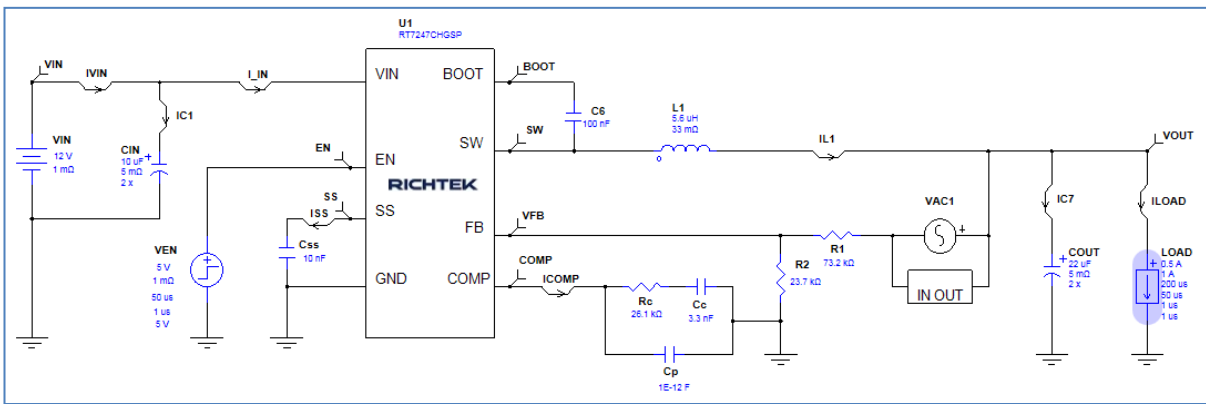 U1
RT7247CHGSP
VIN
IVIN
I_IN
VIN
BOOT
BOOT
IC1
C6
100 nF
L1
5.6 uH
33 mΩ
VIN
12 V
1 mΩ
CIN
10 uF
5 mΩ
2 x
+
SW
SW
IL1
VOUT
EN
EN
RICHTEK
SS
ISS
SS
VFB
FB
VAC1
+
IC7
ILOAD
R1
73.2 kΩ
IN OUT
VEN
5 V
1 mΩ
50 us
1 us
5 V
Css
10 nF
GND
COMP
COMP
ICOMP
R2
23.7 kΩ
Rc
26.1 kΩ
Cc
3.3 nF
Cp
1E-12 F
COUT
22 uF
5 mΩ
2 x
+
LOAD
0.5 A
1 A
200 us
50 us
1 us
1 us
+